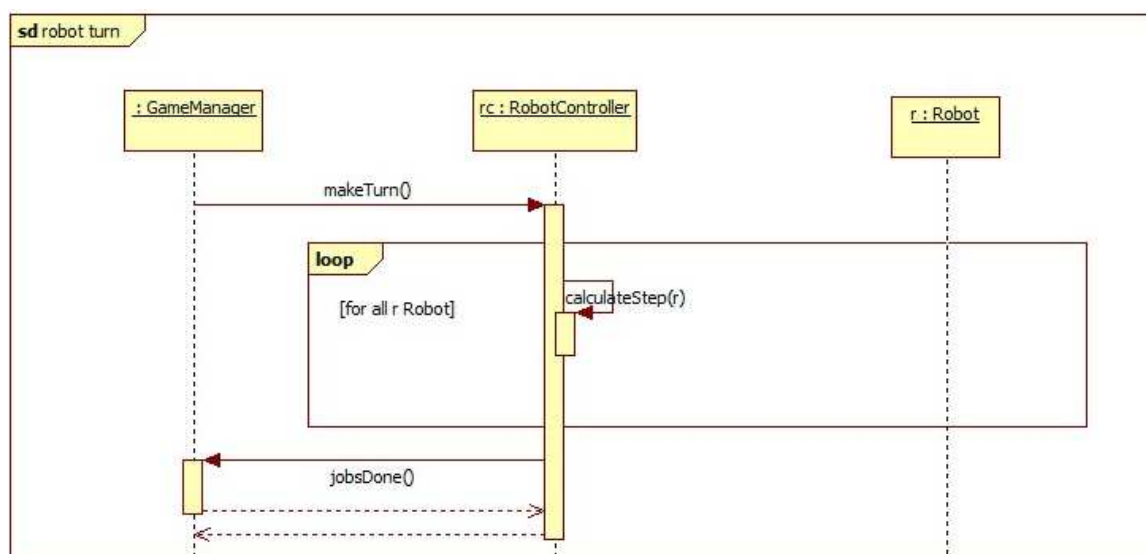 sd robot turn
: GameManager
rc : RobotController
r : Robot
makeTurn()
loop
calculateStep(r)
[for all r Robot]
jobsDone()